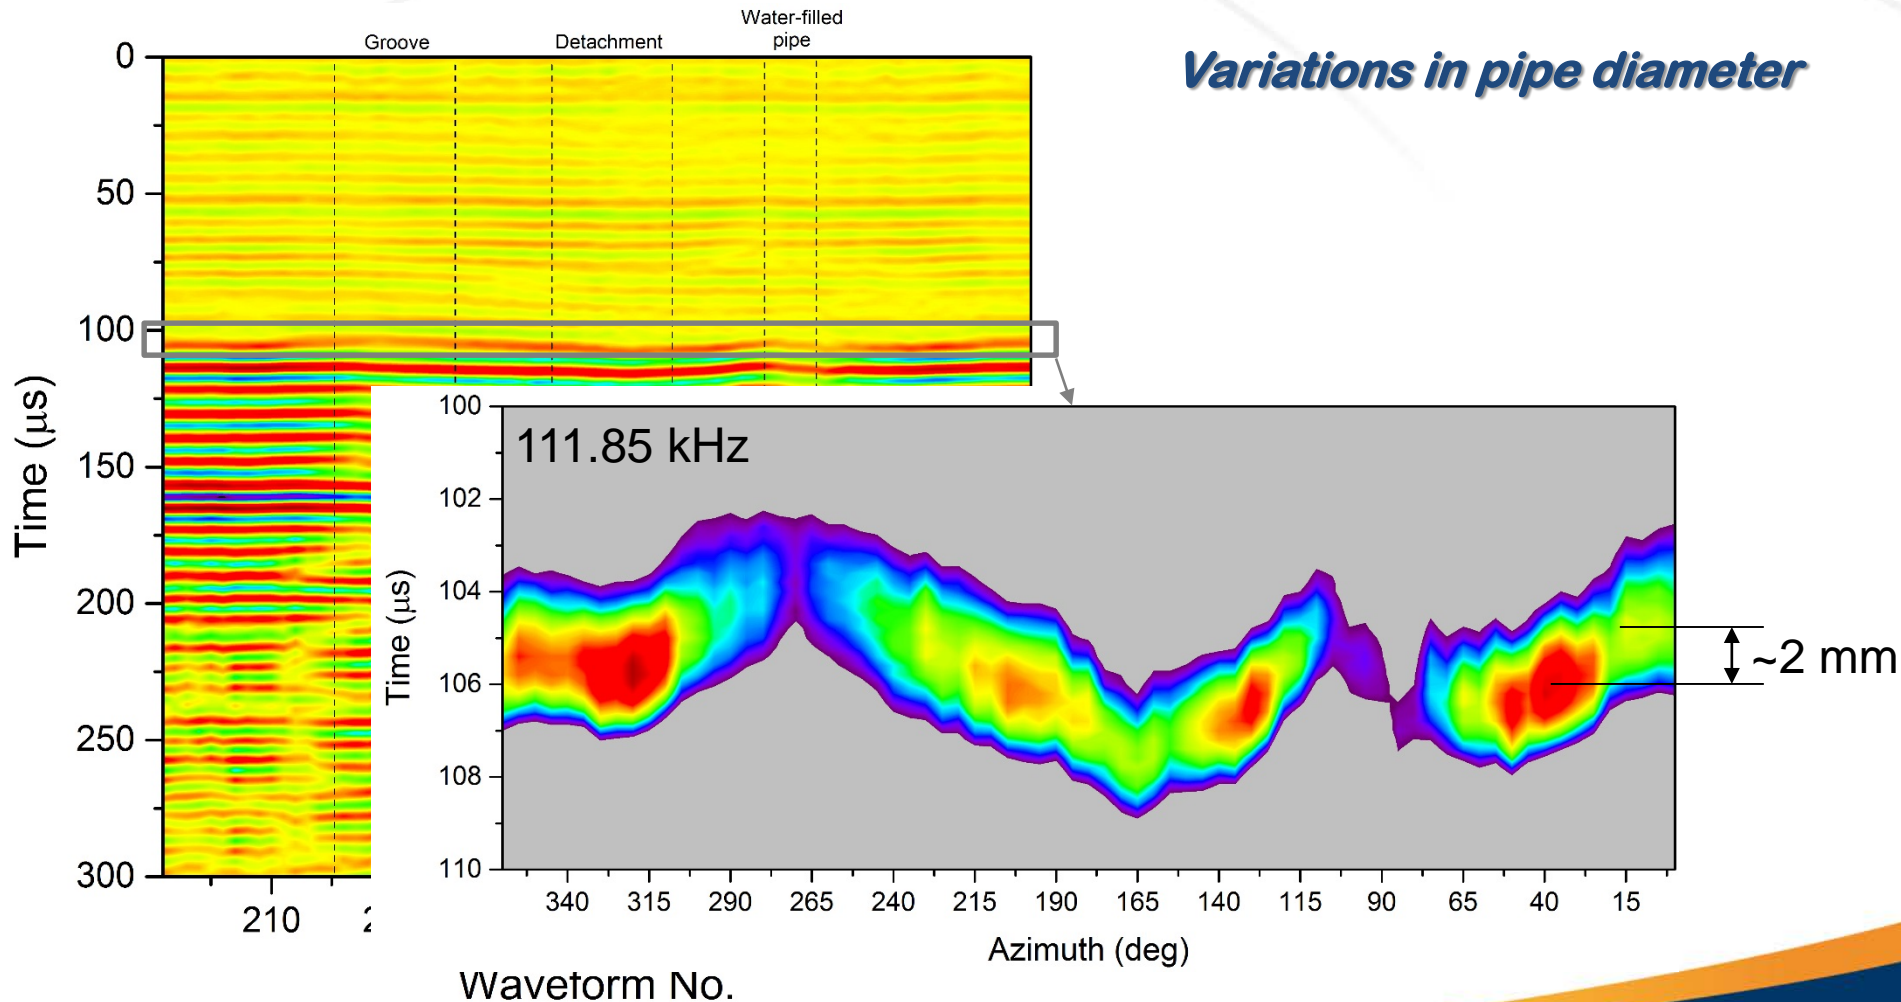 Variations in pipe diameter
Groove
Detachment
Water-filled
pipe
0
50
100
150
200
250
300
Time (μs)
210
Waveform No.
111.85 kHz
100
102
104
106
108
110
Time (μs)
340 315 290 265 240 215 190 165 140 115 90 65 40 15
Azimuth (deg)
~2 mm